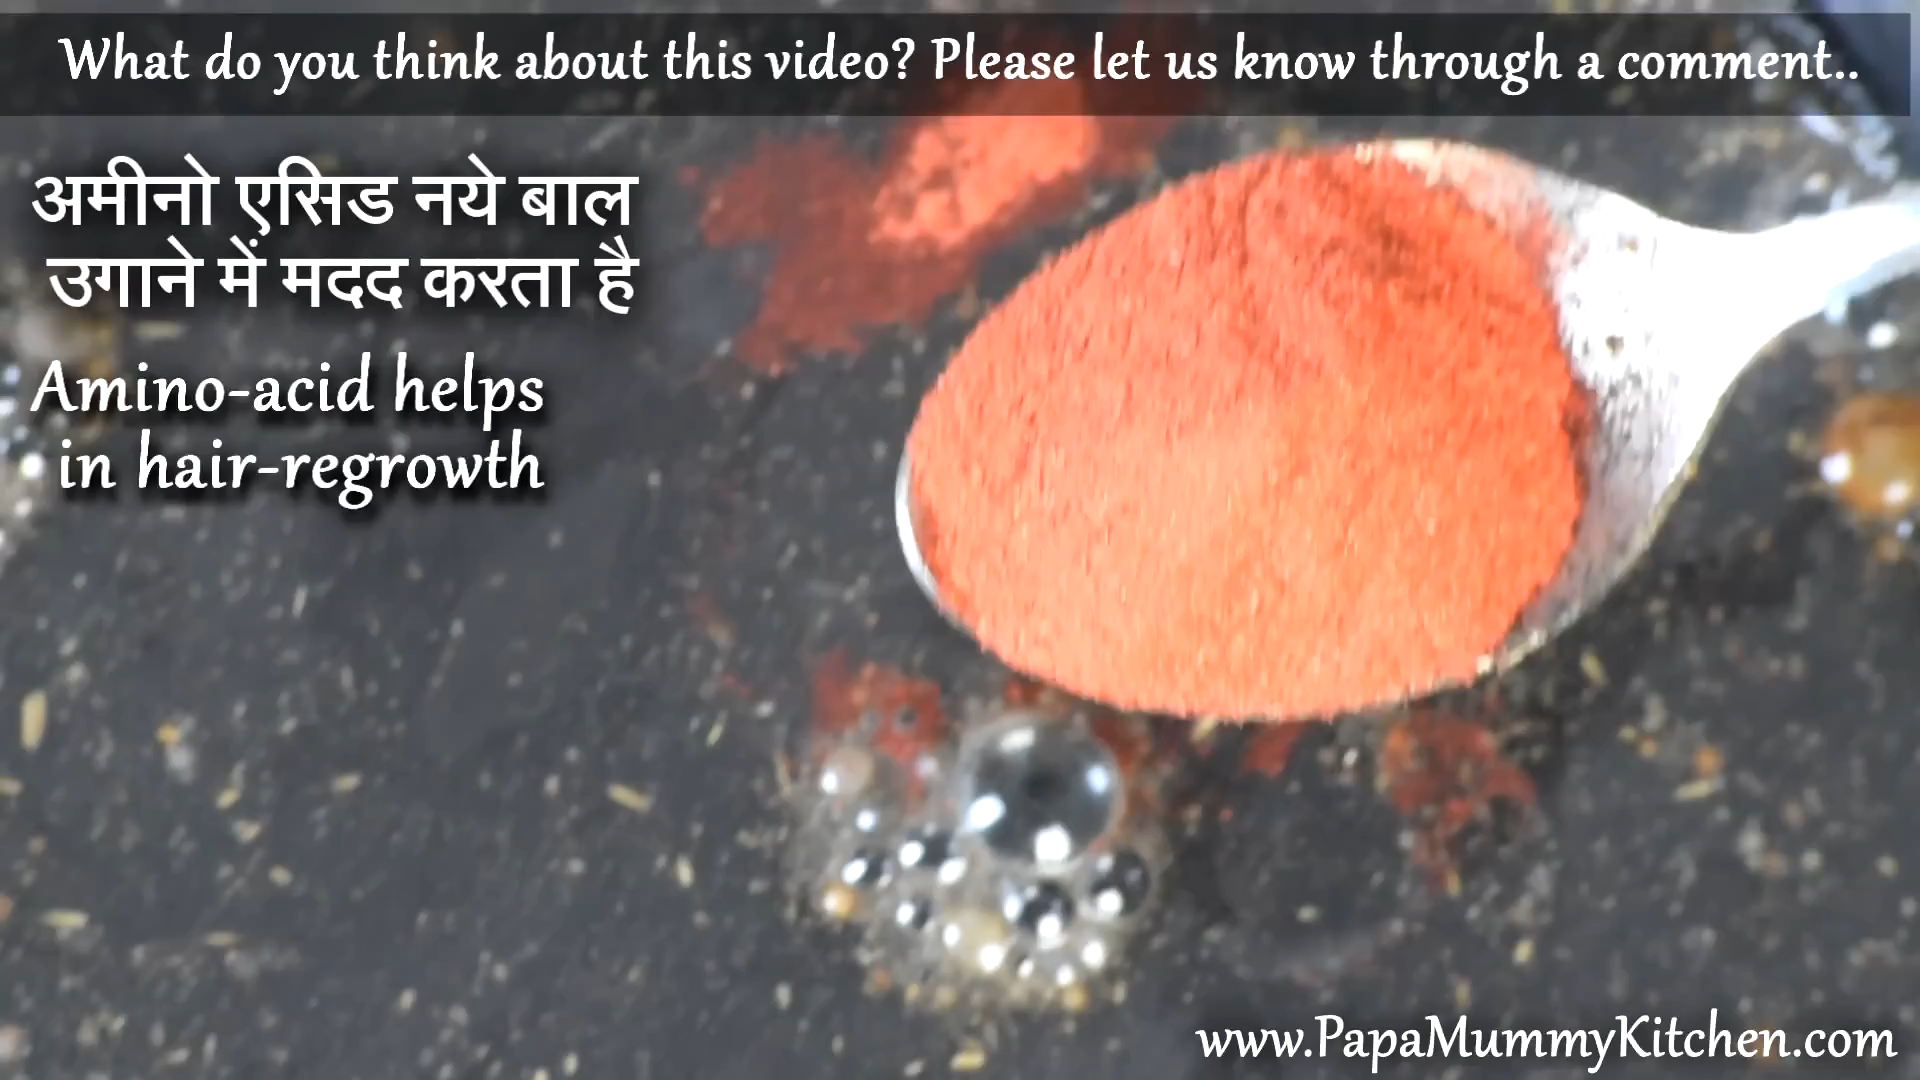 What do you think about this video? Please let us know through a comment..
अमीनो एसिड नये बाल
उगाने में मदद करता है
Amino-acid helps
in hair-regrowth
www.PapaMummyKitchen.com